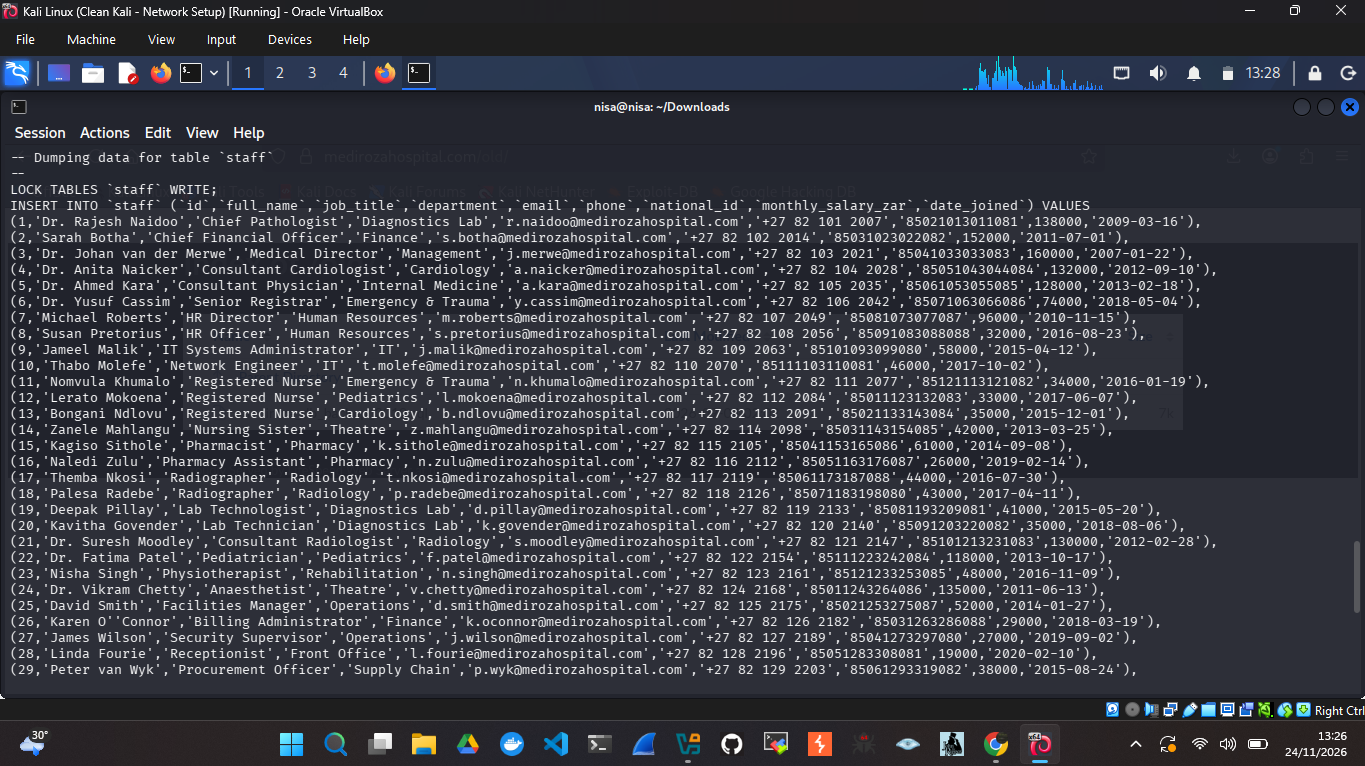 Kali Linux (Clean Kali - Network Setup) [Running] - Oracle VirtualBox
File Machine View Input Devices Help
1 2 3 4 13:28
nisa@nisa: ~/Downloads
Session Actions Edit View Help
-- Dumping data for table `staff`
--
LOCK TABLES `staff` WRITE;
INSERT INTO `staff` (`id`,`full_name`,`job_title`,`department`,`email`,`phone`,`national_id`,`monthly_salary_zar`,`date_joined`) VALUES
(1,'Dr. Rajesh Naidoo','Chief Pathologist','Diagnostics Lab','r.naidoo@medirozahospital.com','+27 82 101 2007','85021013011081',138000,'2009-03-16'),
(2,'Sarah Botha','Chief Financial Officer','Finance','s.botha@medirozahospital.com','+27 82 102 2014','85031023022082',152000,'2011-07-01'),
(3,'Dr. Johan van der Merwe','Medical Director','Management','j.merwe@medirozahospital.com','+27 82 103 2021','85041033033083',160000,'2007-01-22'),
(4,'Dr. Anita Naicker','Consultant Cardiologist','Cardiology','a.naicker@medirozahospital.com','+27 82 104 2028','85051043044084',132000,'2012-09-10'),
(5,'Dr. Ahmed Kara','Consultant Physician','Internal Medicine','a.kara@medirozahospital.com','+27 82 105 2035','85061053055085',128000,'2013-02-18'),
(6,'Dr. Yusuf Cassim','Senior Registrar','Emergency & Trauma','y.cassim@medirozahospital.com','+27 82 106 2042','85071063066086',74000,'2018-05-04'),
(7,'Michael Roberts','HR Director','Human Resources','m.roberts@medirozahospital.com','+27 82 107 2049','85081073077087',96000,'2010-11-15'),
(8,'Susan Pretorius','HR Officer','Human Resources','s.pretorius@medirozahospital.com','+27 82 108 2056','85091083088088',32000,'2016-08-23'),
(9,'Jameel Malik','IT Systems Administrator','IT','j.malik@medirozahospital.com','+27 82 109 2063','85101093099080',58000,'2015-04-12'),
(10,'Thabo Molefe','Network Engineer','IT','t.molefe@medirozahospital.com','+27 82 110 2070','85111103110081',46000,'2017-10-02'),
(11,'Nomvula Khumalo','Registered Nurse','Emergency & Trauma','n.khumalo@medirozahospital.com','+27 82 111 2077','85121113121082',34000,'2016-01-19'),
(12,'Lerato Mokoena','Registered Nurse','Pediatrics','l.mokoena@medirozahospital.com','+27 82 112 2084','85011123132083',33000,'2017-06-07'),
(13,'Bongani Ndlovu','Registered Nurse','Cardiology','b.ndlovu@medirozahospital.com','+27 82 113 2091','85021133143084',35000,'2015-12-01'),
(14,'Zanele Mahlangu','Nursing Sister','Theatre','z.mahlangu@medirozahospital.com','+27 82 114 2098','85031143154085',42000,'2013-03-25'),
(15,'Kagiso Sithole','Pharmacist','Pharmacy','k.sithole@medirozahospital.com','+27 82 115 2105','85041153165086',61000,'2014-09-08'),
(16,'Naledi Zulu','Pharmacy Assistant','Pharmacy','n.zulu@medirozahospital.com','+27 82 116 2112','85051163176087',26000,'2019-02-14'),
(17,'Themba Nkosi','Radiographer','Radiology','t.nkosi@medirozahospital.com','+27 82 117 2119','85061173187088',44000,'2016-07-30'),
(18,'Palesa Radebe','Radiographer','Radiology','p.radebe@medirozahospital.com','+27 82 118 2126','85071183198080',43000,'2017-04-11'),
(19,'Deepak Pillay','Lab Technologist','Diagnostics Lab','d.pillay@medirozahospital.com','+27 82 119 2133','85081193209081',41000,'2015-05-20'),
(20,'Kavitha Govender','Lab Technician','Diagnostics Lab','k.govender@medirozahospital.com','+27 82 120 2140','85091203220082',35000,'2018-08-06'),
(21,'Dr. Suresh Moodley','Consultant Radiologist','Radiology','s.moodley@medirozahospital.com','+27 82 121 2147','85101213231083',130000,'2012-02-28'),
(22,'Dr. Fatima Patel','Pediatrician','Pediatrics','f.patel@medirozahospital.com','+27 82 122 2154','85111223242084',118000,'2013-10-17'),
(23,'Nisha Singh','Physiotherapist','Rehabilitation','n.singh@medirozahospital.com','+27 82 123 2161','85121233253085',48000,'2016-11-09'),
(24,'Dr. Vikram Chetty','Anaesthetist','Theatre','v.chetty@medirozahospital.com','+27 82 124 2168','85011243264086',135000,'2011-06-13'),
(25,'David Smith','Facilities Manager','Operations','d.smith@medirozahospital.com','+27 82 125 2175','85021253275087',52000,'2014-01-27'),
(26,'Karen O''Connor','Billing Administrator','Finance','k.oconnor@medirozahospital.com','+27 82 126 2182','85031263286088',29000,'2018-03-19'),
(27,'James Wilson','Security Supervisor','Operations','j.wilson@medirozahospital.com','+27 82 127 2189','85041273297080',27000,'2019-09-02'),
(28,'Linda Fourie','Receptionist','Front Office','l.fourie@medirozahospital.com','+27 82 128 2196','85051283308081',19000,'2020-02-10'),
(29,'Peter van Wyk','Procurement Officer','Supply Chain','p.wyk@medirozahospital.com','+27 82 129 2203','85061293319082',38000,'2015-08-24'),
Right Ctrl
30°
13:26
24/11/2026